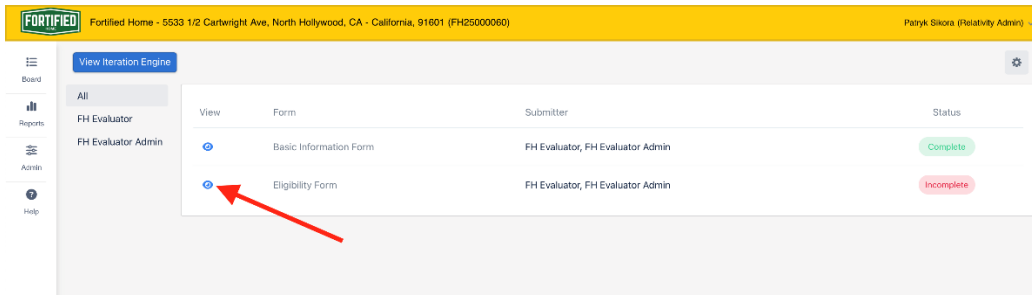 FORTIFIED
HOME
Fortified Home - 5533 1/2 Cartwright Ave, North Hollywood, CA - California, 91601 (FH25000060)
Patryk Sikora (Relativity Admin)
Board
Reports
Admin
Help
View Iteration Engine
All
FH Evaluator
FH Evaluator Admin
View Form Submitter Status
Basic Information Form FH Evaluator, FH Evaluator Admin Complete
Eligibility Form FH Evaluator, FH Evaluator Admin Incomplete